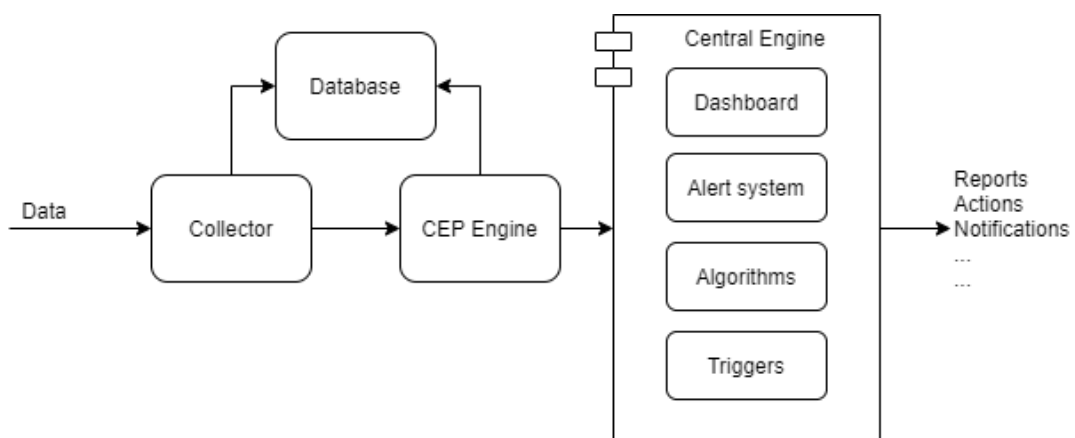 Central Engine
Database
Dashboard
Alert system
Data
Collector
CEP Engine
Reports
Actions
Notifications
...
...
Algorithms
Triggers